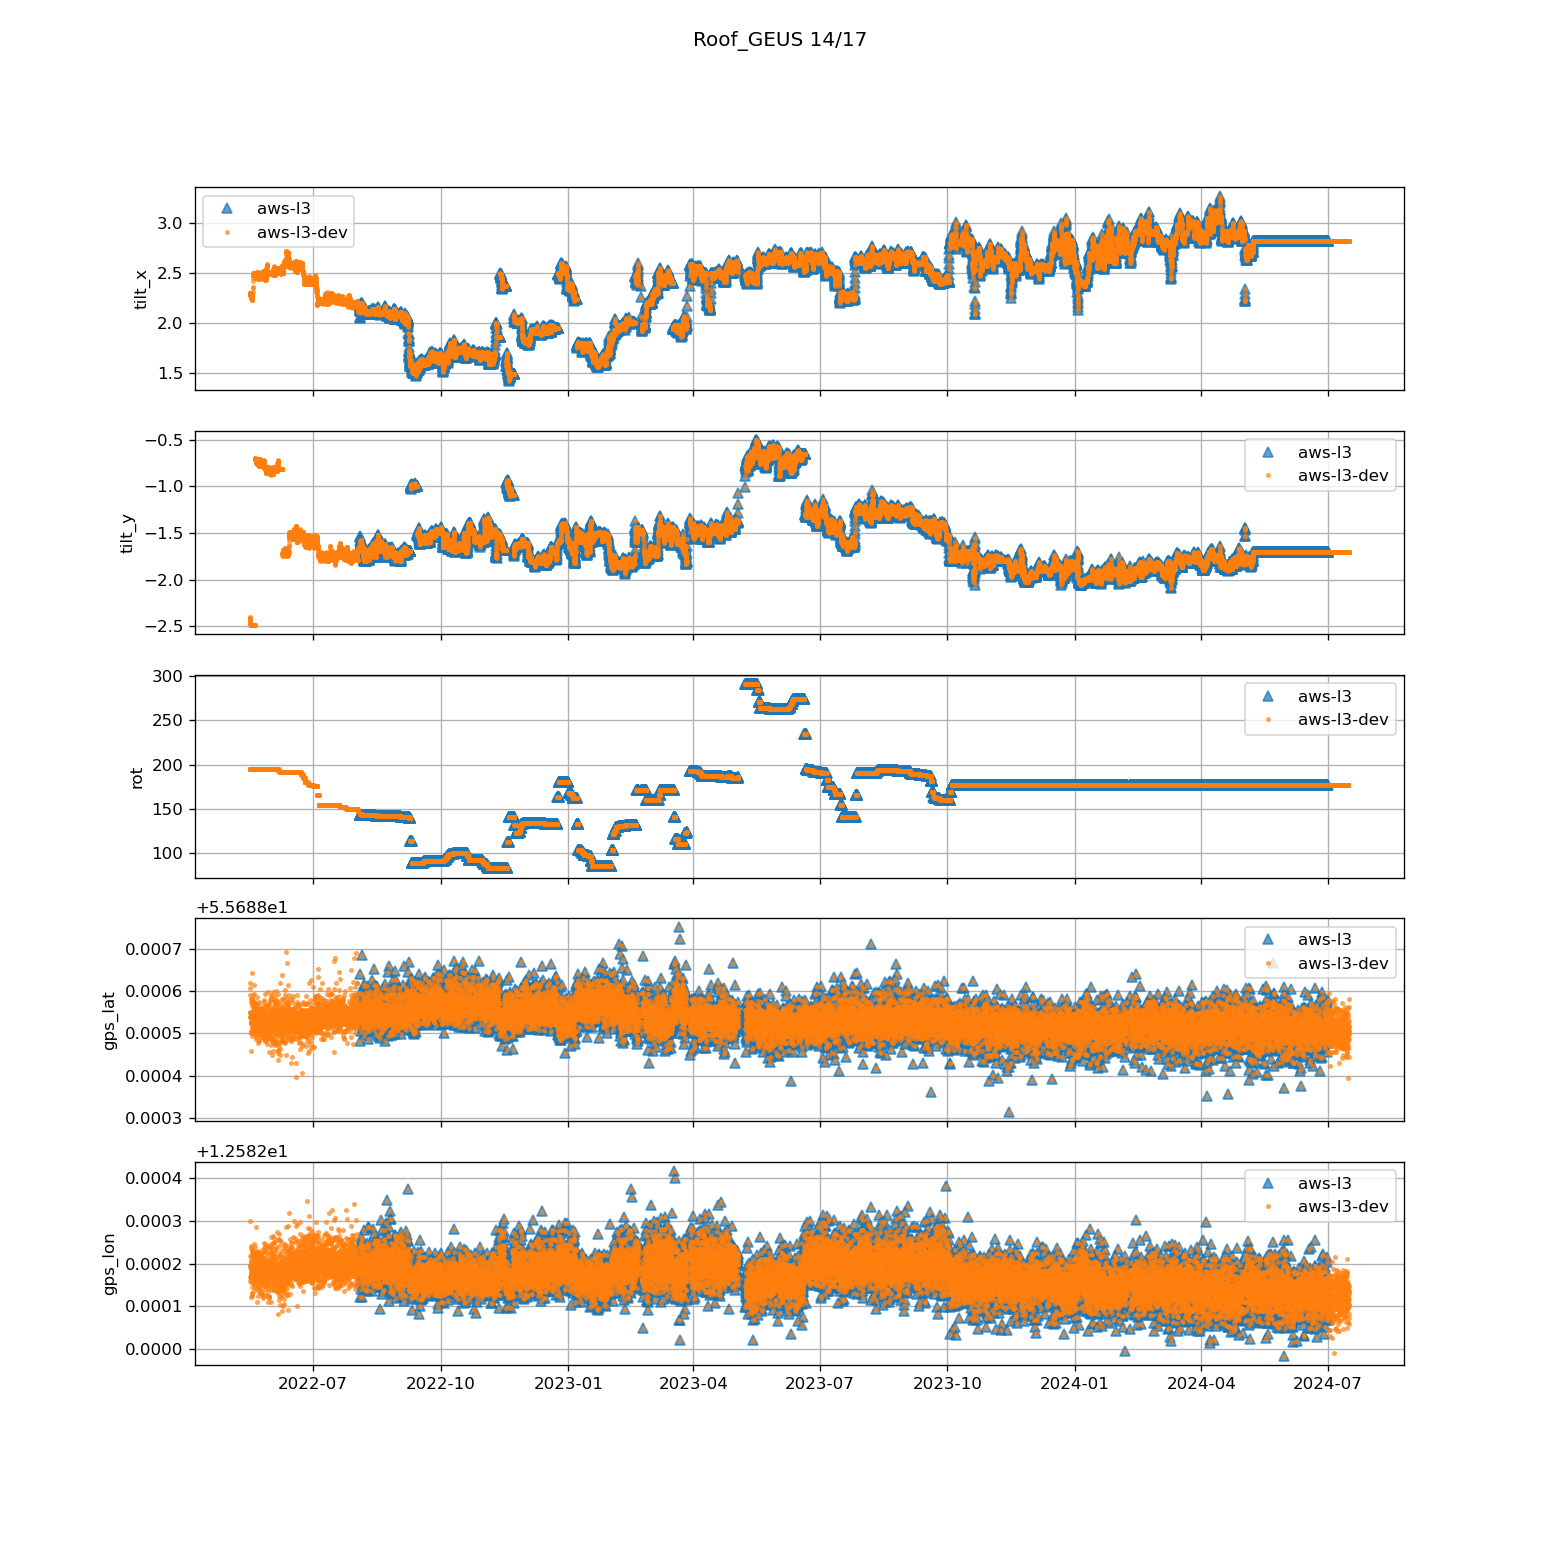 Roof_GEUS 14/17
aws-l3
aws-l3-dev
3.0
2.5
2.0
1.5
tilt_x
aws-l3
aws-l3-dev
−0.5
−1.0
−1.5
−2.0
−2.5
tilt_y
aws-l3
aws-l3-dev
300
250
200
150
100
rot
+5.5688e1
aws-l3
aws-l3-dev
0.0007
0.0006
0.0005
0.0004
0.0003
gps_lat
+1.2582e1
aws-l3
aws-l3-dev
0.0004
0.0003
0.0002
0.0001
0.0000
gps_lon
2022-07 2022-10 2023-01 2023-04 2023-07 2023-10 2024-01 2024-04 2024-07